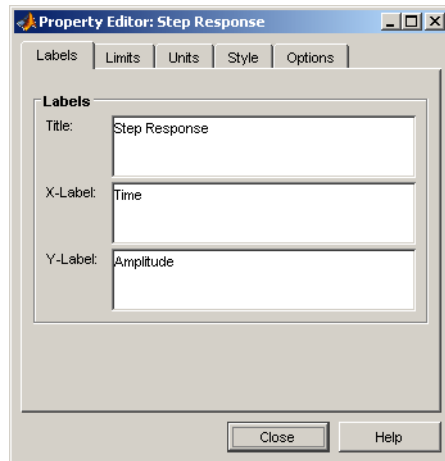 Property Editor: Step Response
Labels Limits Units Style Options
Labels
Title: Step Response
X-Label: Time
Y-Label: Amplitude
Close Help